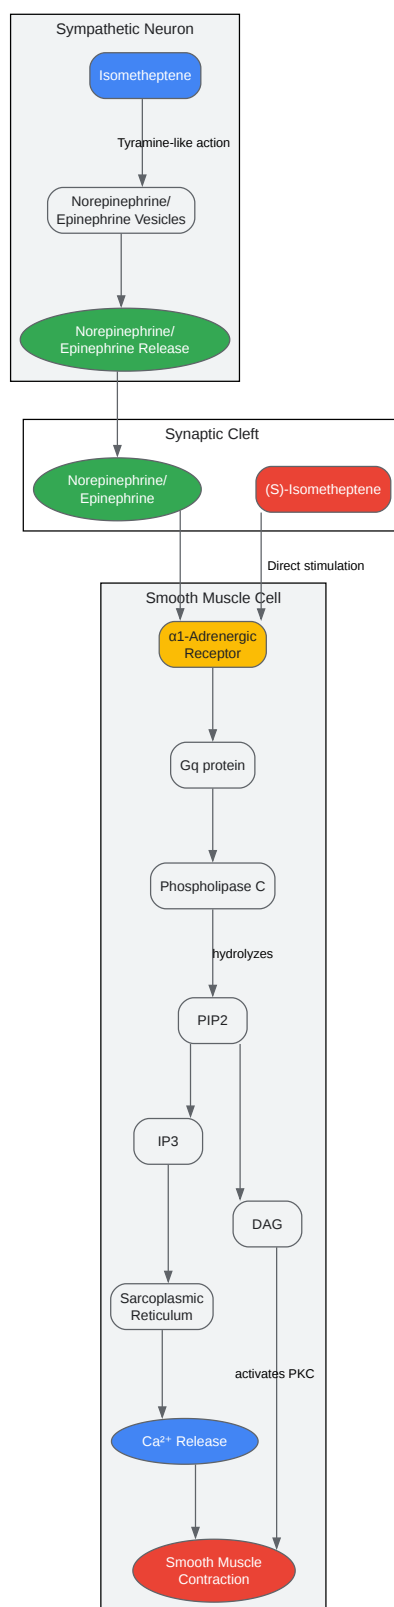 Sympathetic Neuron
Isometheptene
Tyramine-like action
Norepinephrine/
Epinephrine Vesicles
Norepinephrine/
Epinephrine Release
Synaptic Cleft
Norepinephrine/
Epinephrine
(S)-Isometheptene
Direct stimulation
Smooth Muscle Cell
α1-Adrenergic
Receptor
Gq protein
Phospholipase C
hydrolyzes
PIP2
IP3
DAG
Sarcoplasmic
Reticulum
activates PKC
Ca²⁺ Release
Smooth Muscle
Contraction